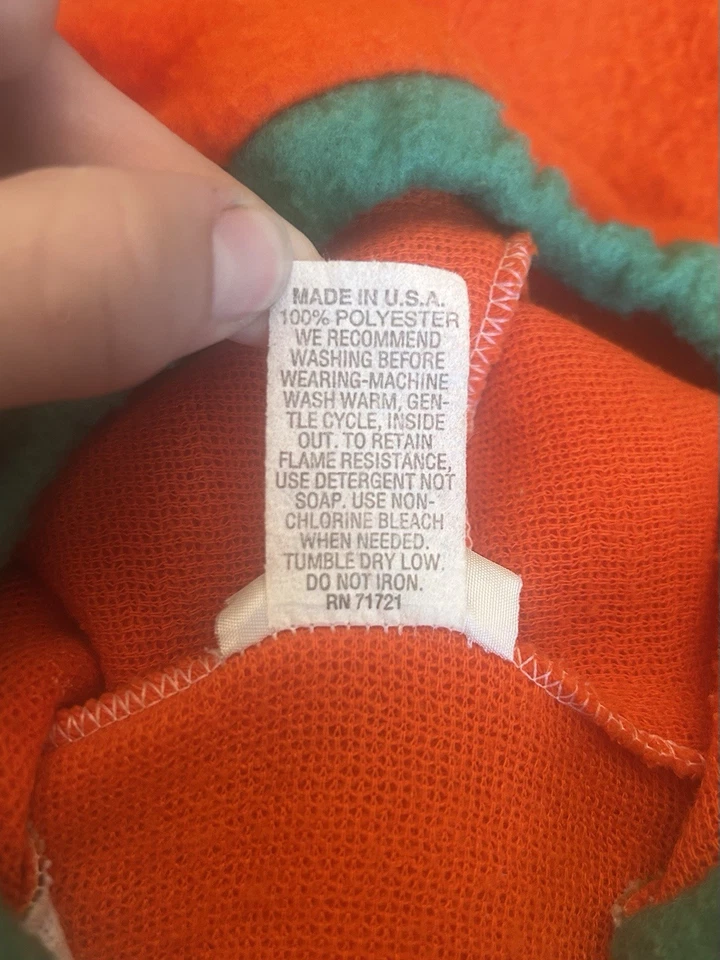 MADE IN U.S.A.
100% POLYESTER
WE RECOMMEND
WASHING BEFORE
WEARING-MACHINE
WASH WARM, GEN-
TLE CYCLE, INSIDE
OUT. TO RETAIN
FLAME RESISTANCE,
USE DETERGENT NOT
SOAP. USE NON-
CHLORINE BLEACH
WHEN NEEDED.
TUMBLE DRY LOW.
DO NOT IRON.
RN 71721